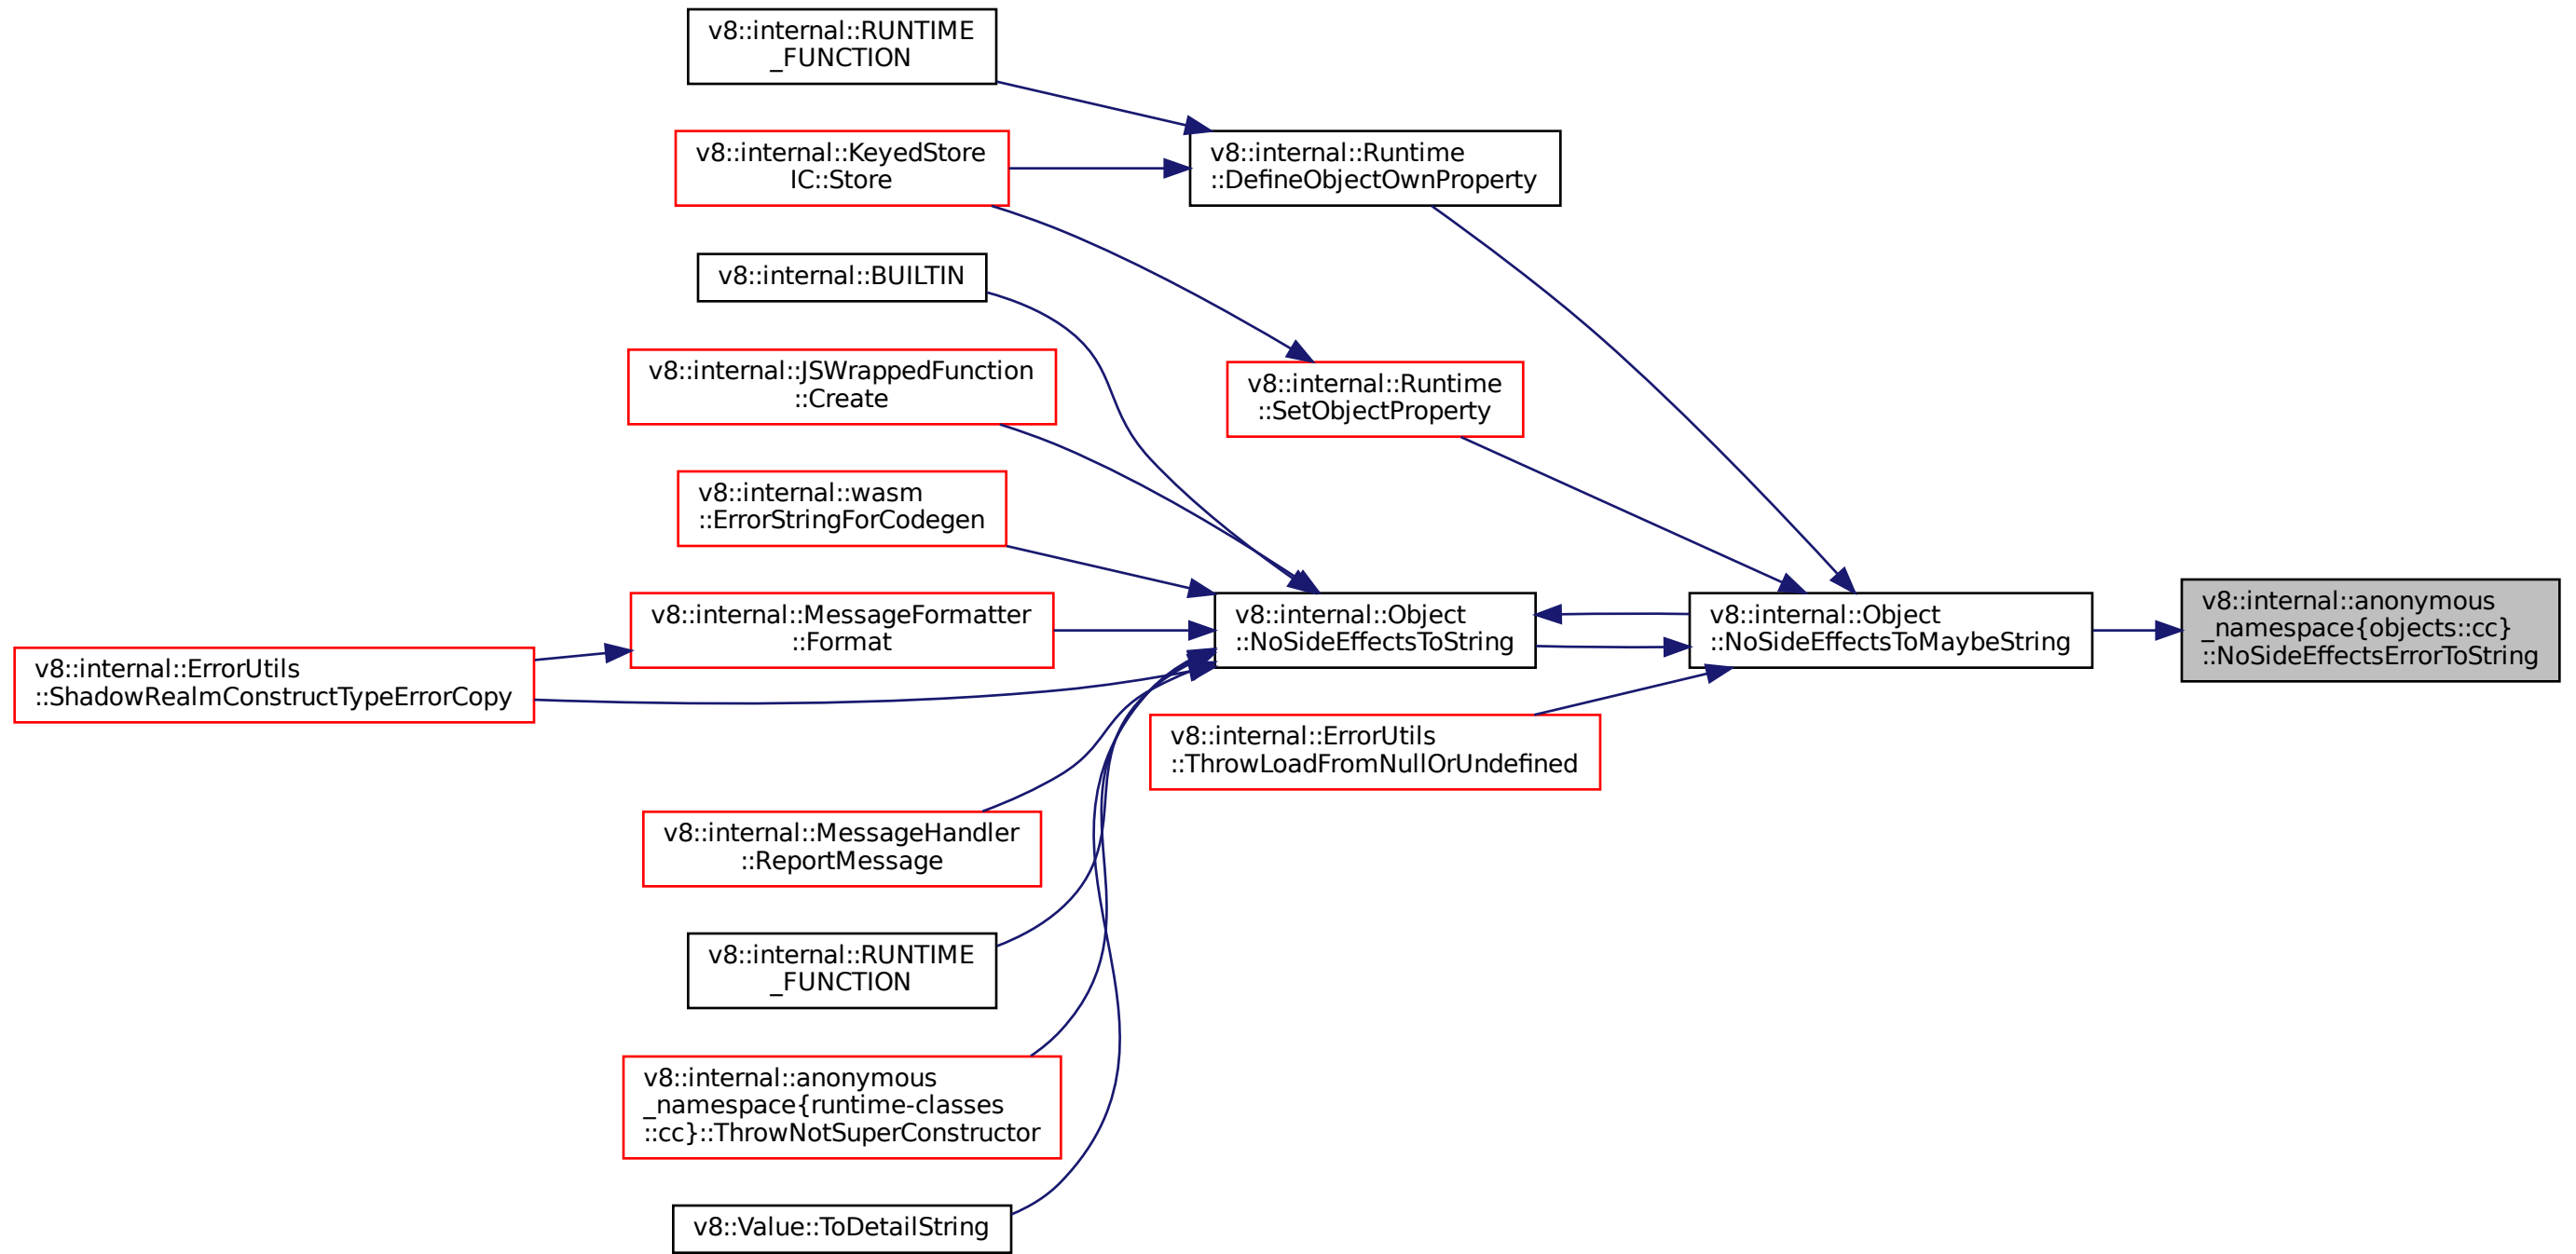 v8::internal::RUNTIME
_FUNCTION
v8::internal::KeyedStore
IC::Store
v8::internal::Runtime
::DefineObjectOwnProperty
v8::internal::BUILTIN
v8::internal::JSWrappedFunction
::Create
v8::internal::Runtime
::SetObjectProperty
v8::internal::wasm
::ErrorStringForCodegen
v8::internal::MessageFormatter
::Format
v8::internal::Object
::NoSideEffectsToString
v8::internal::Object
::NoSideEffectsToMaybeString
v8::internal::anonymous
_namespace{objects::cc}
::NoSideEffectsErrorToString
v8::internal::ErrorUtils
::ShadowRealmConstructTypeErrorCopy
v8::internal::ErrorUtils
::ThrowLoadFromNullOrUndefined
v8::internal::MessageHandler
::ReportMessage
v8::internal::RUNTIME
_FUNCTION
v8::internal::anonymous
_namespace{runtime-classes
::cc}::ThrowNotSuperConstructor
v8::Value::ToDetailString